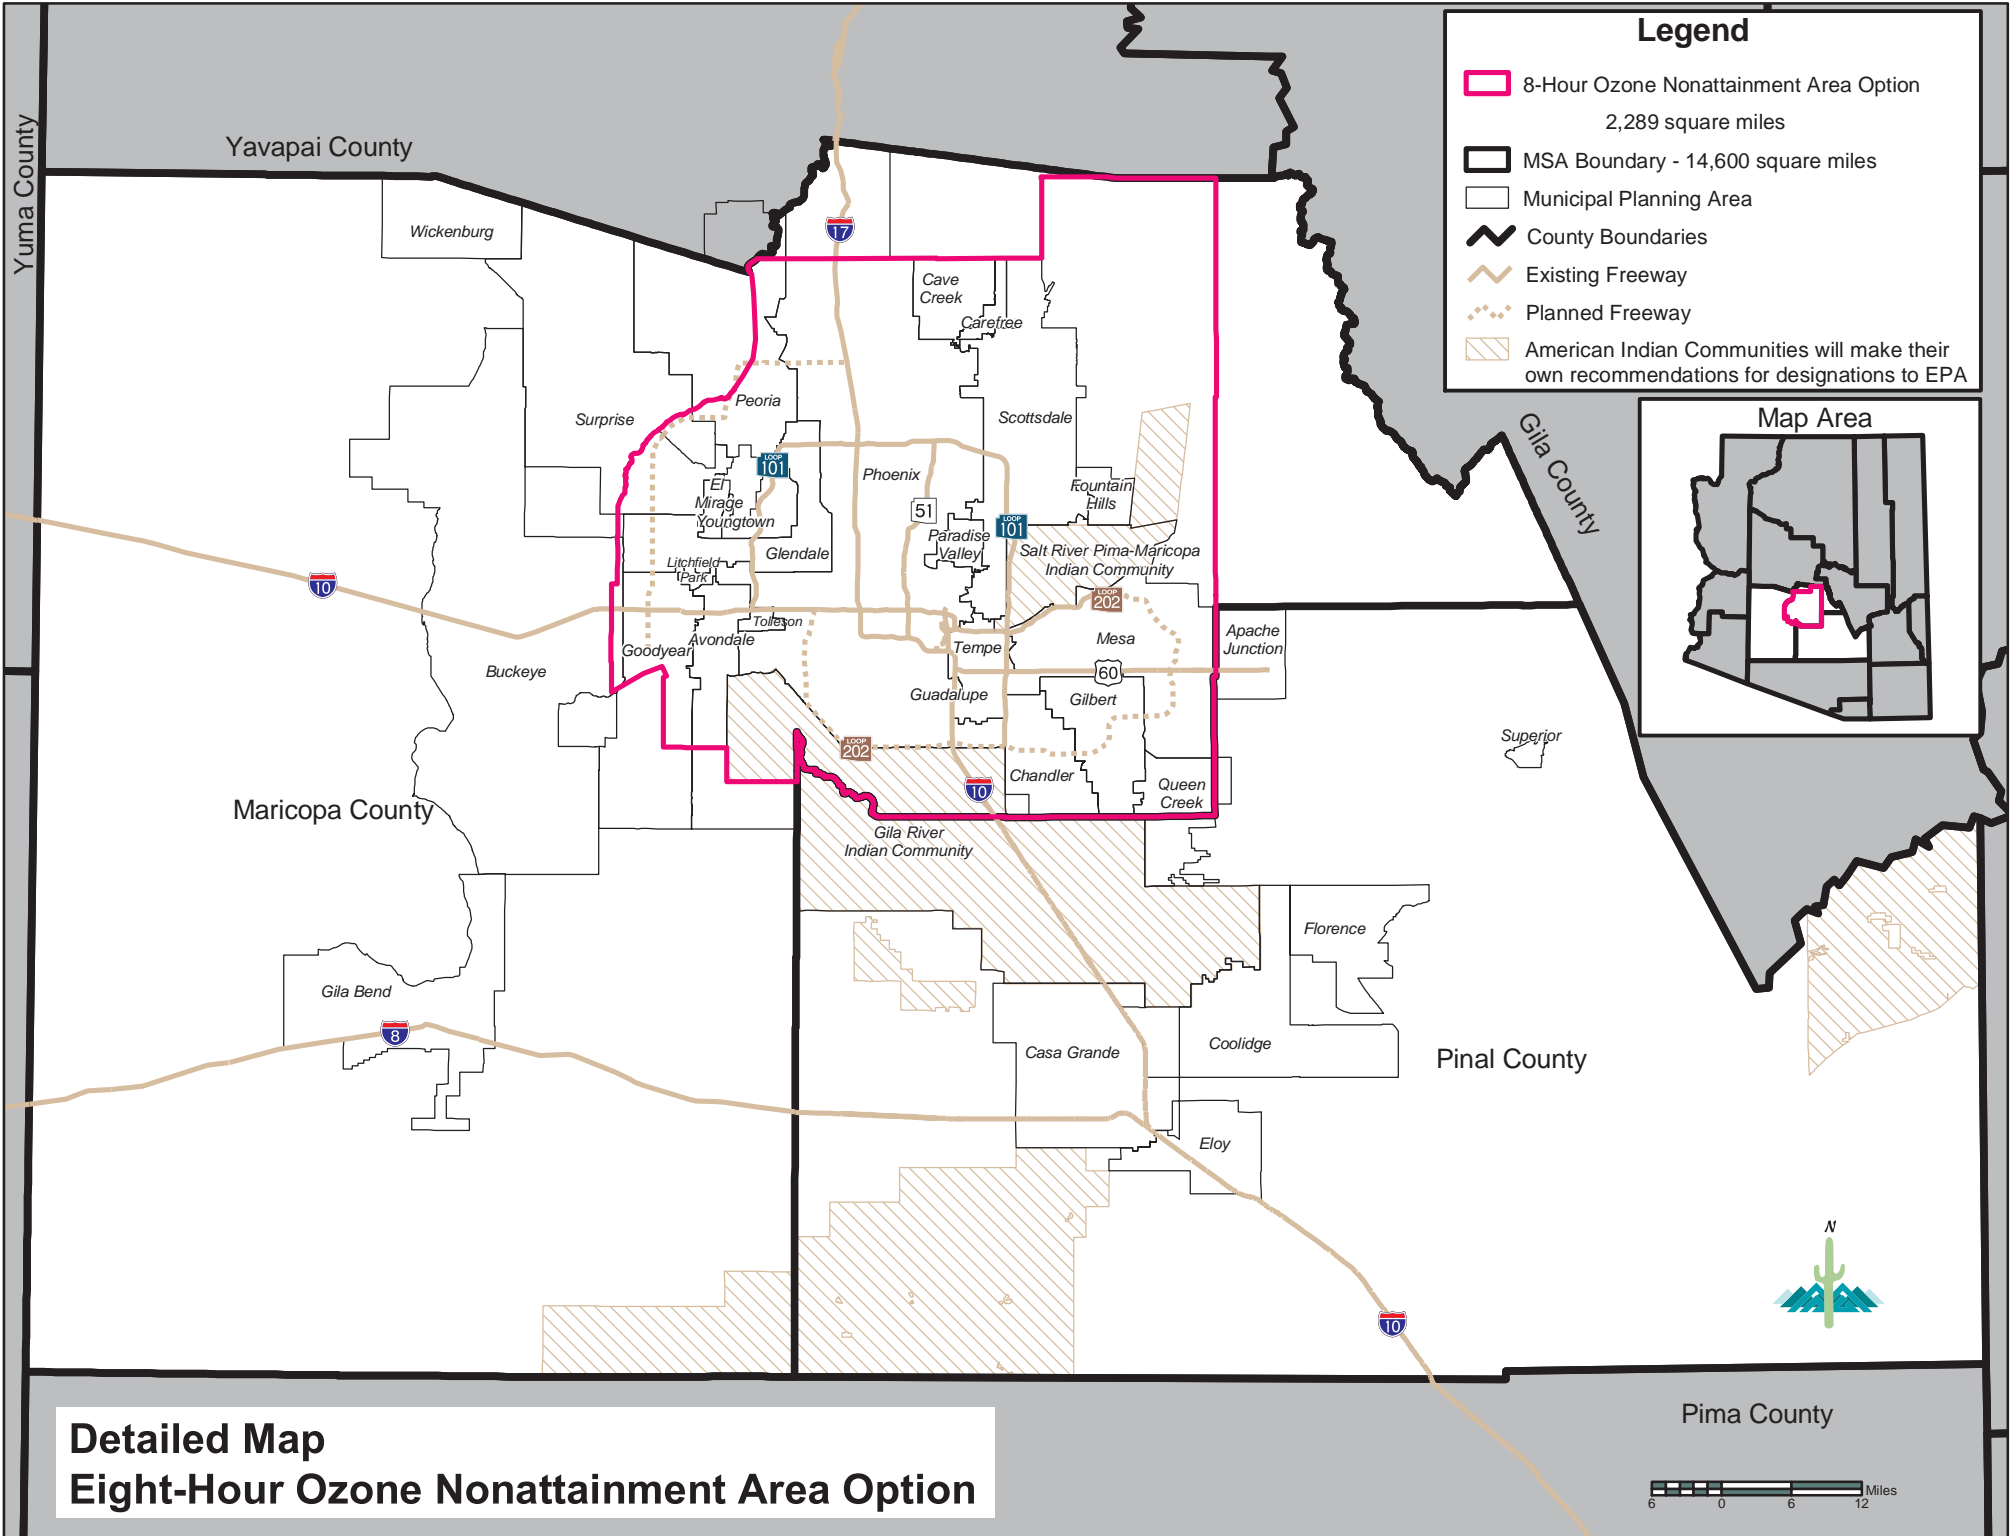 Legend
8-Hour Ozone Nonattainment Area Option
2,289 square miles
MSA Boundary - 14,600 square miles
Municipal Planning Area
County Boundaries
Existing Freeway
Planned Freeway
American Indian Communities will make their
own recommendations for designations to EPA
Map Area
Yuma County
Yavapai County
Gila County
Wickenburg
17
Cave
Creek
Carefree
Peoria
Surprise
Scottsdale
LOOP
101
Phoenix
El
Mirage
Youngtown
51
Fountain
Hills
LOOP
101
Paradise
Valley
Glendale
Salt River Pima-Maricopa
Indian Community
Litchfield
Park
10
LOOP
202
Tolleson
Avondale
Goodyear
Mesa
Apache
Junction
Tempe
Buckeye
60
Guadalupe
Gilbert
Superior
LOOP
202
Chandler
10
Queen
Creek
Maricopa County
Gila River
Indian Community
Florence
Gila Bend
8
Casa Grande
Coolidge
Pinal County
Eloy
N
10
Pima County
Detailed Map
Eight-Hour Ozone Nonattainment Area Option
Miles
6 0 6 12